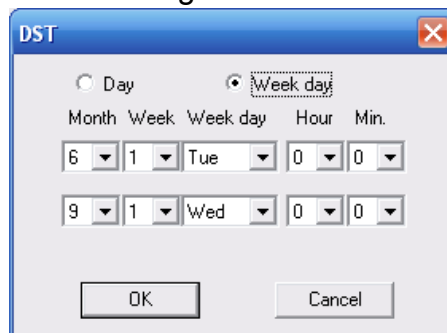 DST
Day Week day
Month Week Week day Hour Min.
6 1 Tue 0 0
9 1 Wed 0 0
OK Cancel